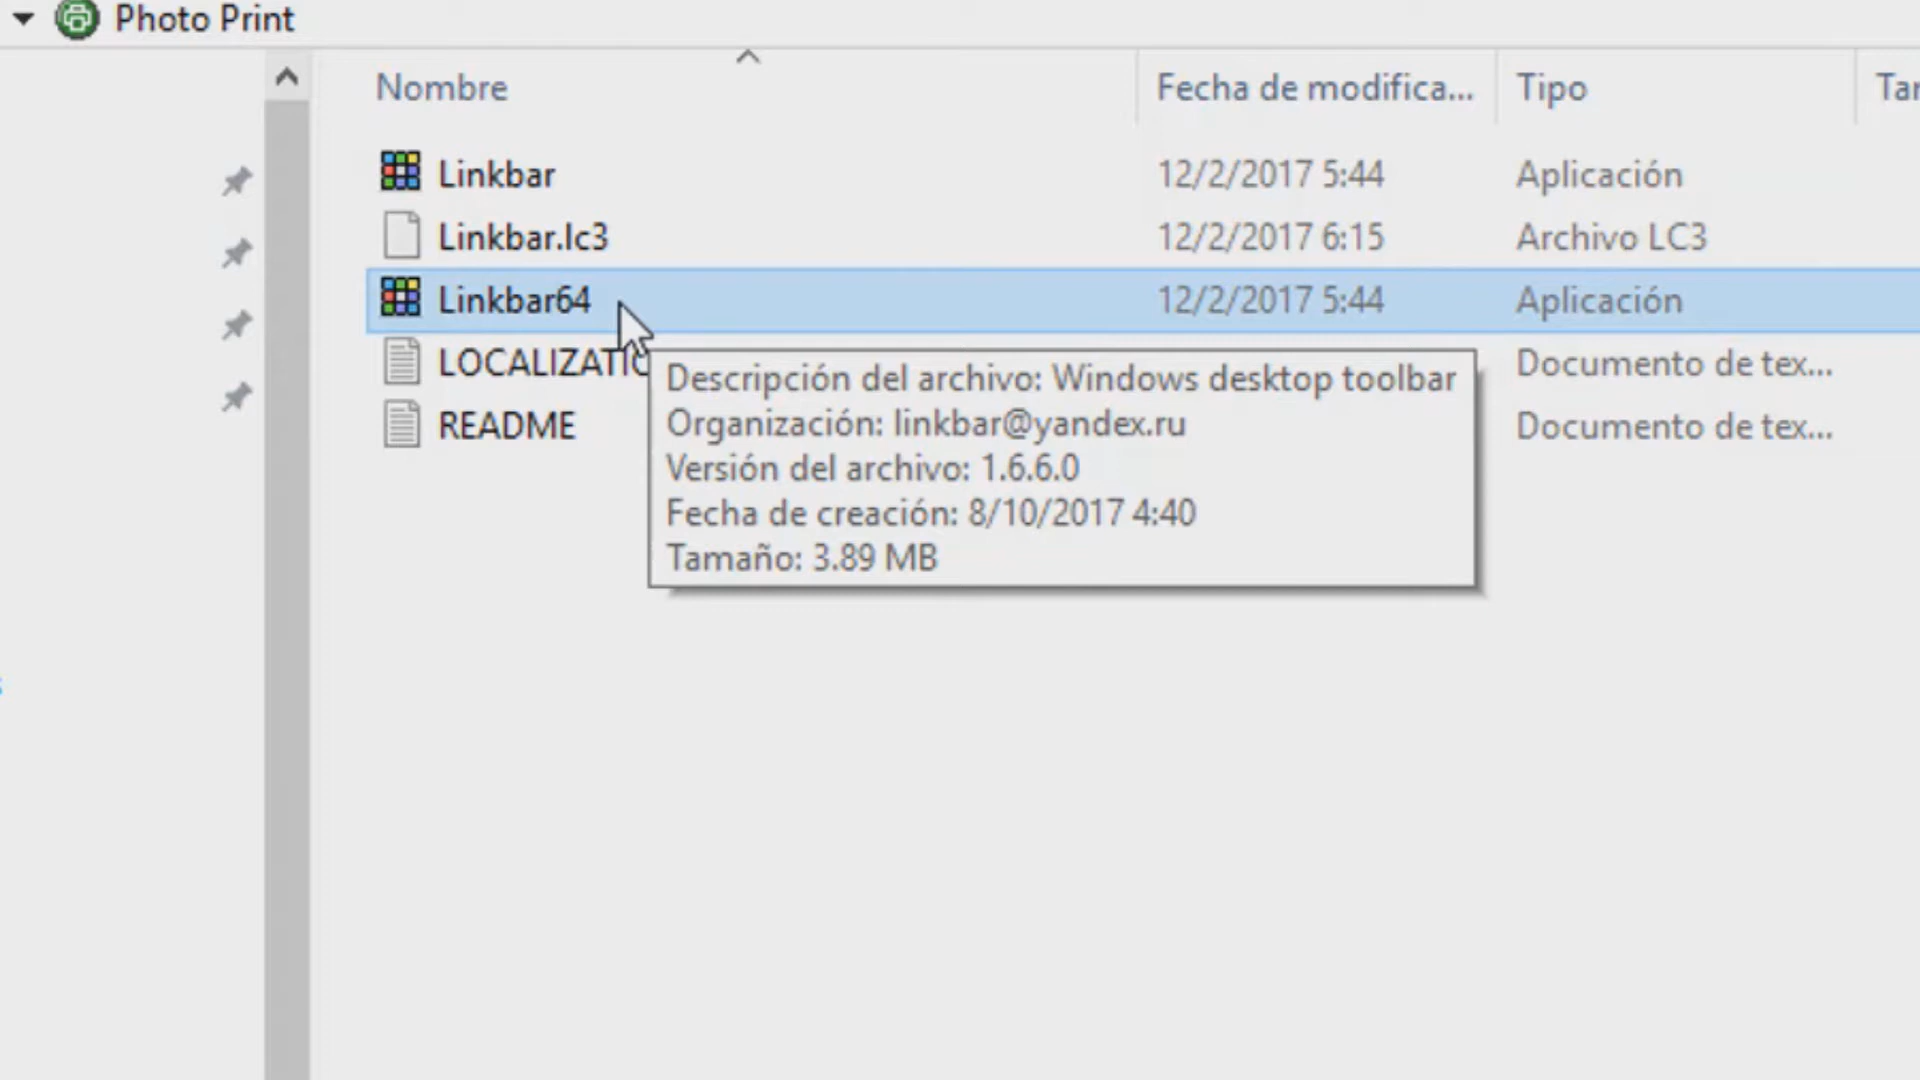 Photo Print
Nombre
Fecha de modifica...
Tipo
Linkbar
12/2/2017 5:44
Aplicación
Linkbar.lc3
12/2/2017 6:15
Archivo LC3
Linkbar64
12/2/2017 5:44
Aplicación
Documento de tex...
README
Documento de tex...
Descripción del archivo: Windows desktop toolbar
Organización: linkbar@yandex.ru
Versión del archivo: 1.6.6.0
Fecha de creación: 8/10/2017 4:40
Tamaño: 3.89 MB